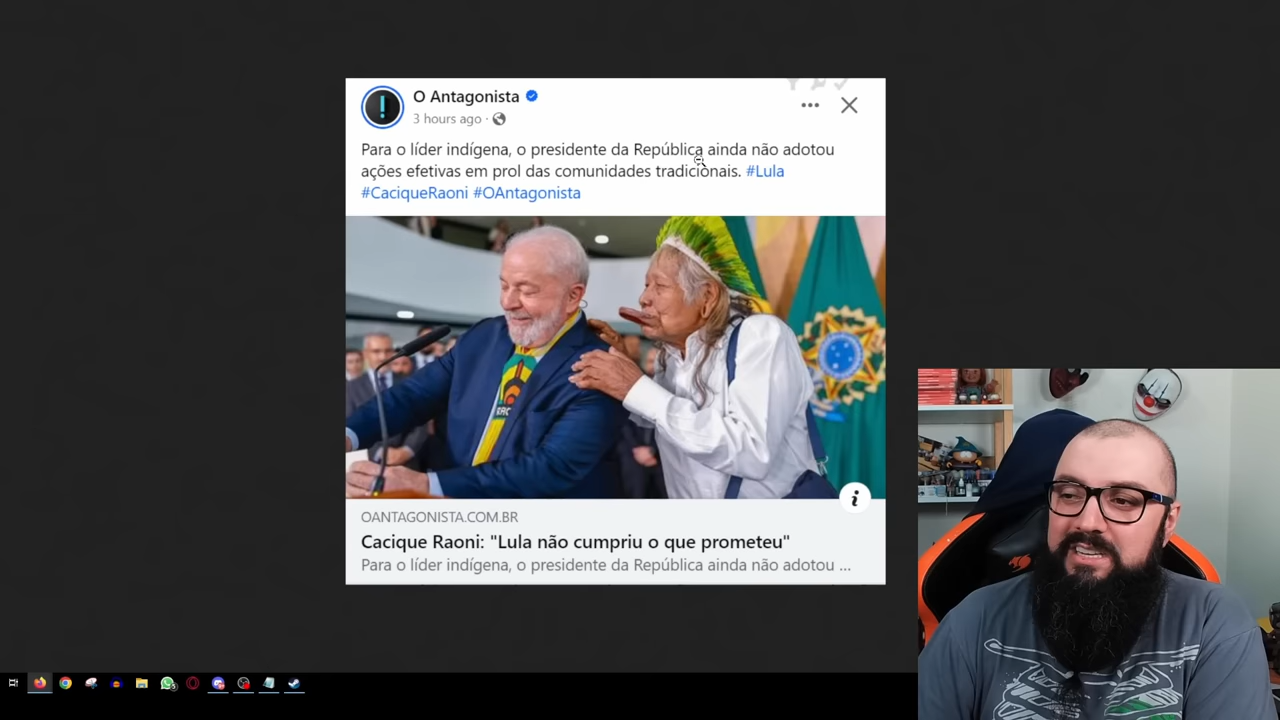 O Antagonista
3 hours ago ·
Para o líder indígena, o presidente da República ainda não adotou
ações efetivas em prol das comunidades tradicionais. #Lula
#CaciqueRaoni #OAntagonista
OANTAGONISTA.COM.BR
Cacique Raoni: "Lula não cumpriu o que prometeu"
Para o líder indígena, o presidente da República ainda não adotou ...